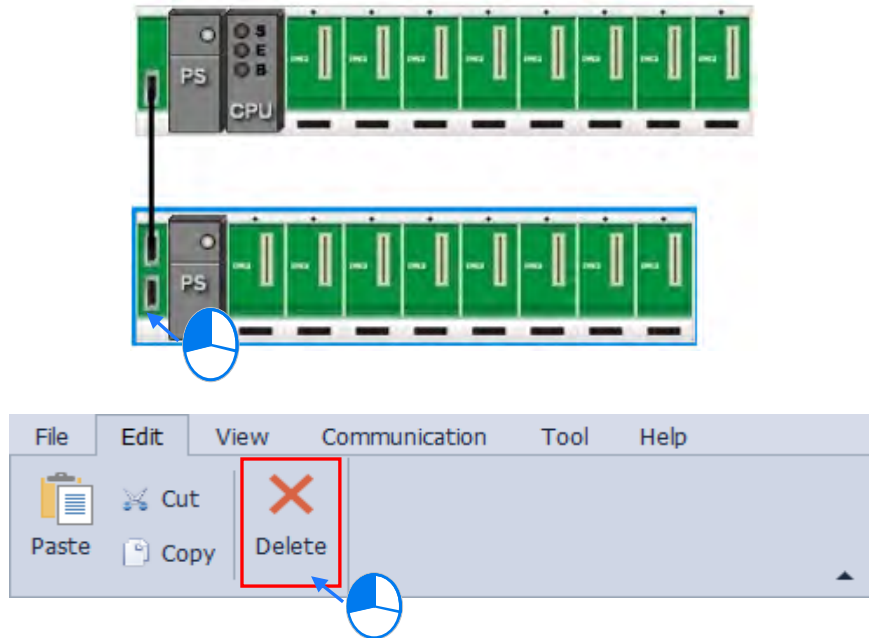 S
E
PS B
CPU
PS
File Edit View Communication Tool Help
Cut
Paste Copy Delete